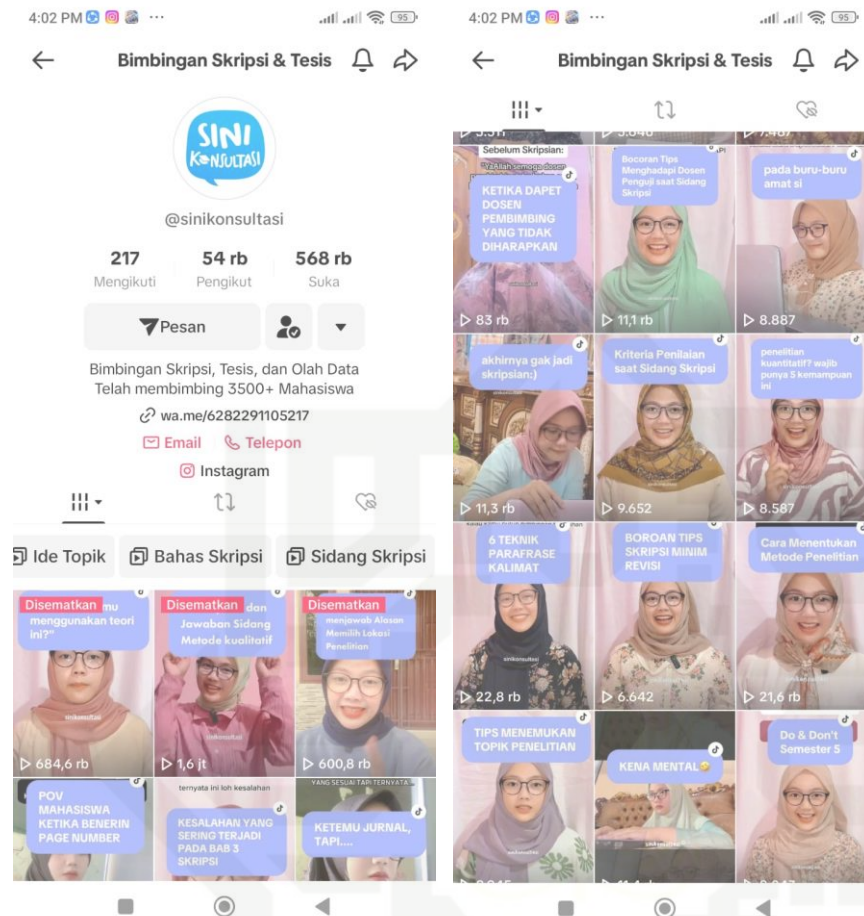 4:02 PM
95
Bimbingan Skripsi & Tesis
SINI
KONSULTASI
@sinikonsultasi
217
54 rb
568 rb
Mengikuti
Pengikut
Suka
Pesan
Bimbingan Skripsi, Tesis, dan Olah Data
Telah membimbing 3500+ Mahasiswa
wa.me/6282291105217
Email
Telepon
Instagram
Ide Topik
Bahas Skripsi
Sidang Skripsi
Disematkan
mu
menggunakan teori
ini?"
684,6 rb
Disematkan
dan
Jawaban Sidang
Metode kualitatif
1,6 jt
Disematkan
menjawab Alasan
Memilih Lokasi
Penelitian
600,8 rb
POV
MAHASISWA
KETIKA BENERIN
PAGE NUMBER
ternyata ini loh kesalahan
KESALAHAN YANG
SERING TERJADI
PADA BAB 3
SKRIPSI
YANG SESUAI TAPI TERNYATA
KETEMU JURNAL,
TAPI....
4:02 PM
95
Bimbingan Skripsi & Tesis
Sebelum Skripsian:
KETIKA DAPET
DOSEN
PEMBIMBING
YANG TIDAK
DIHARAPKAN
83 rb
Bocoran Tips
Menghadapi Dosen
Penguji saat Sidang
Skripsi
11,1 rb
pada buru-buru
amat si
8.887
akhirnya gak jadi
skripsian:)
11,3 rb
Kriteria Penilaian
saat Sidang Skripsi
9.652
penelitian
kuantitatif? wajib
punya 5 kemampuan
ini
8.587
6 TEKNIK
PARAFRASE
KALIMAT
sinikonsultasi
22,8 rb
BOROAN TIPS
SKRIPSI MINIM
REVISI
6.642
Cara Menentukan
Metode Penelitian
21,6 rb
TIPS MENEMUKAN
TOPIK PENELITIAN
KENA MENTAL
Do & Don't
Semester 5